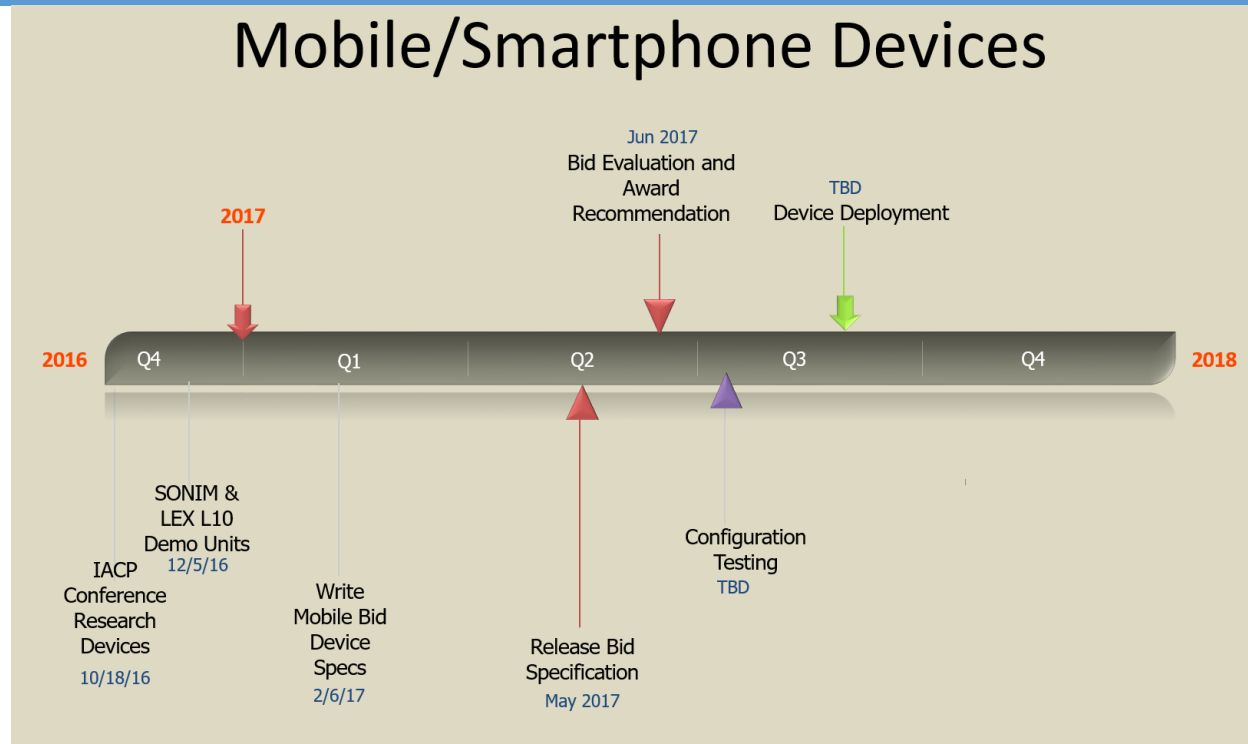 Mobile/Smartphone Devices
Jun 2017
Bid Evaluation and
Award
Recommendation
TBD
Device Deployment
2017
2016
Q4
Q1
Q2
Q3
Q4
2018
SONIM &
LEX L10
Demo Units
12/5/16
IACP
Conference
Research
Devices
10/18/16
Write
Mobile Bid
Device
Specs
2/6/17
Release Bid
Specification
May 2017
Configuration
Testing
TBD